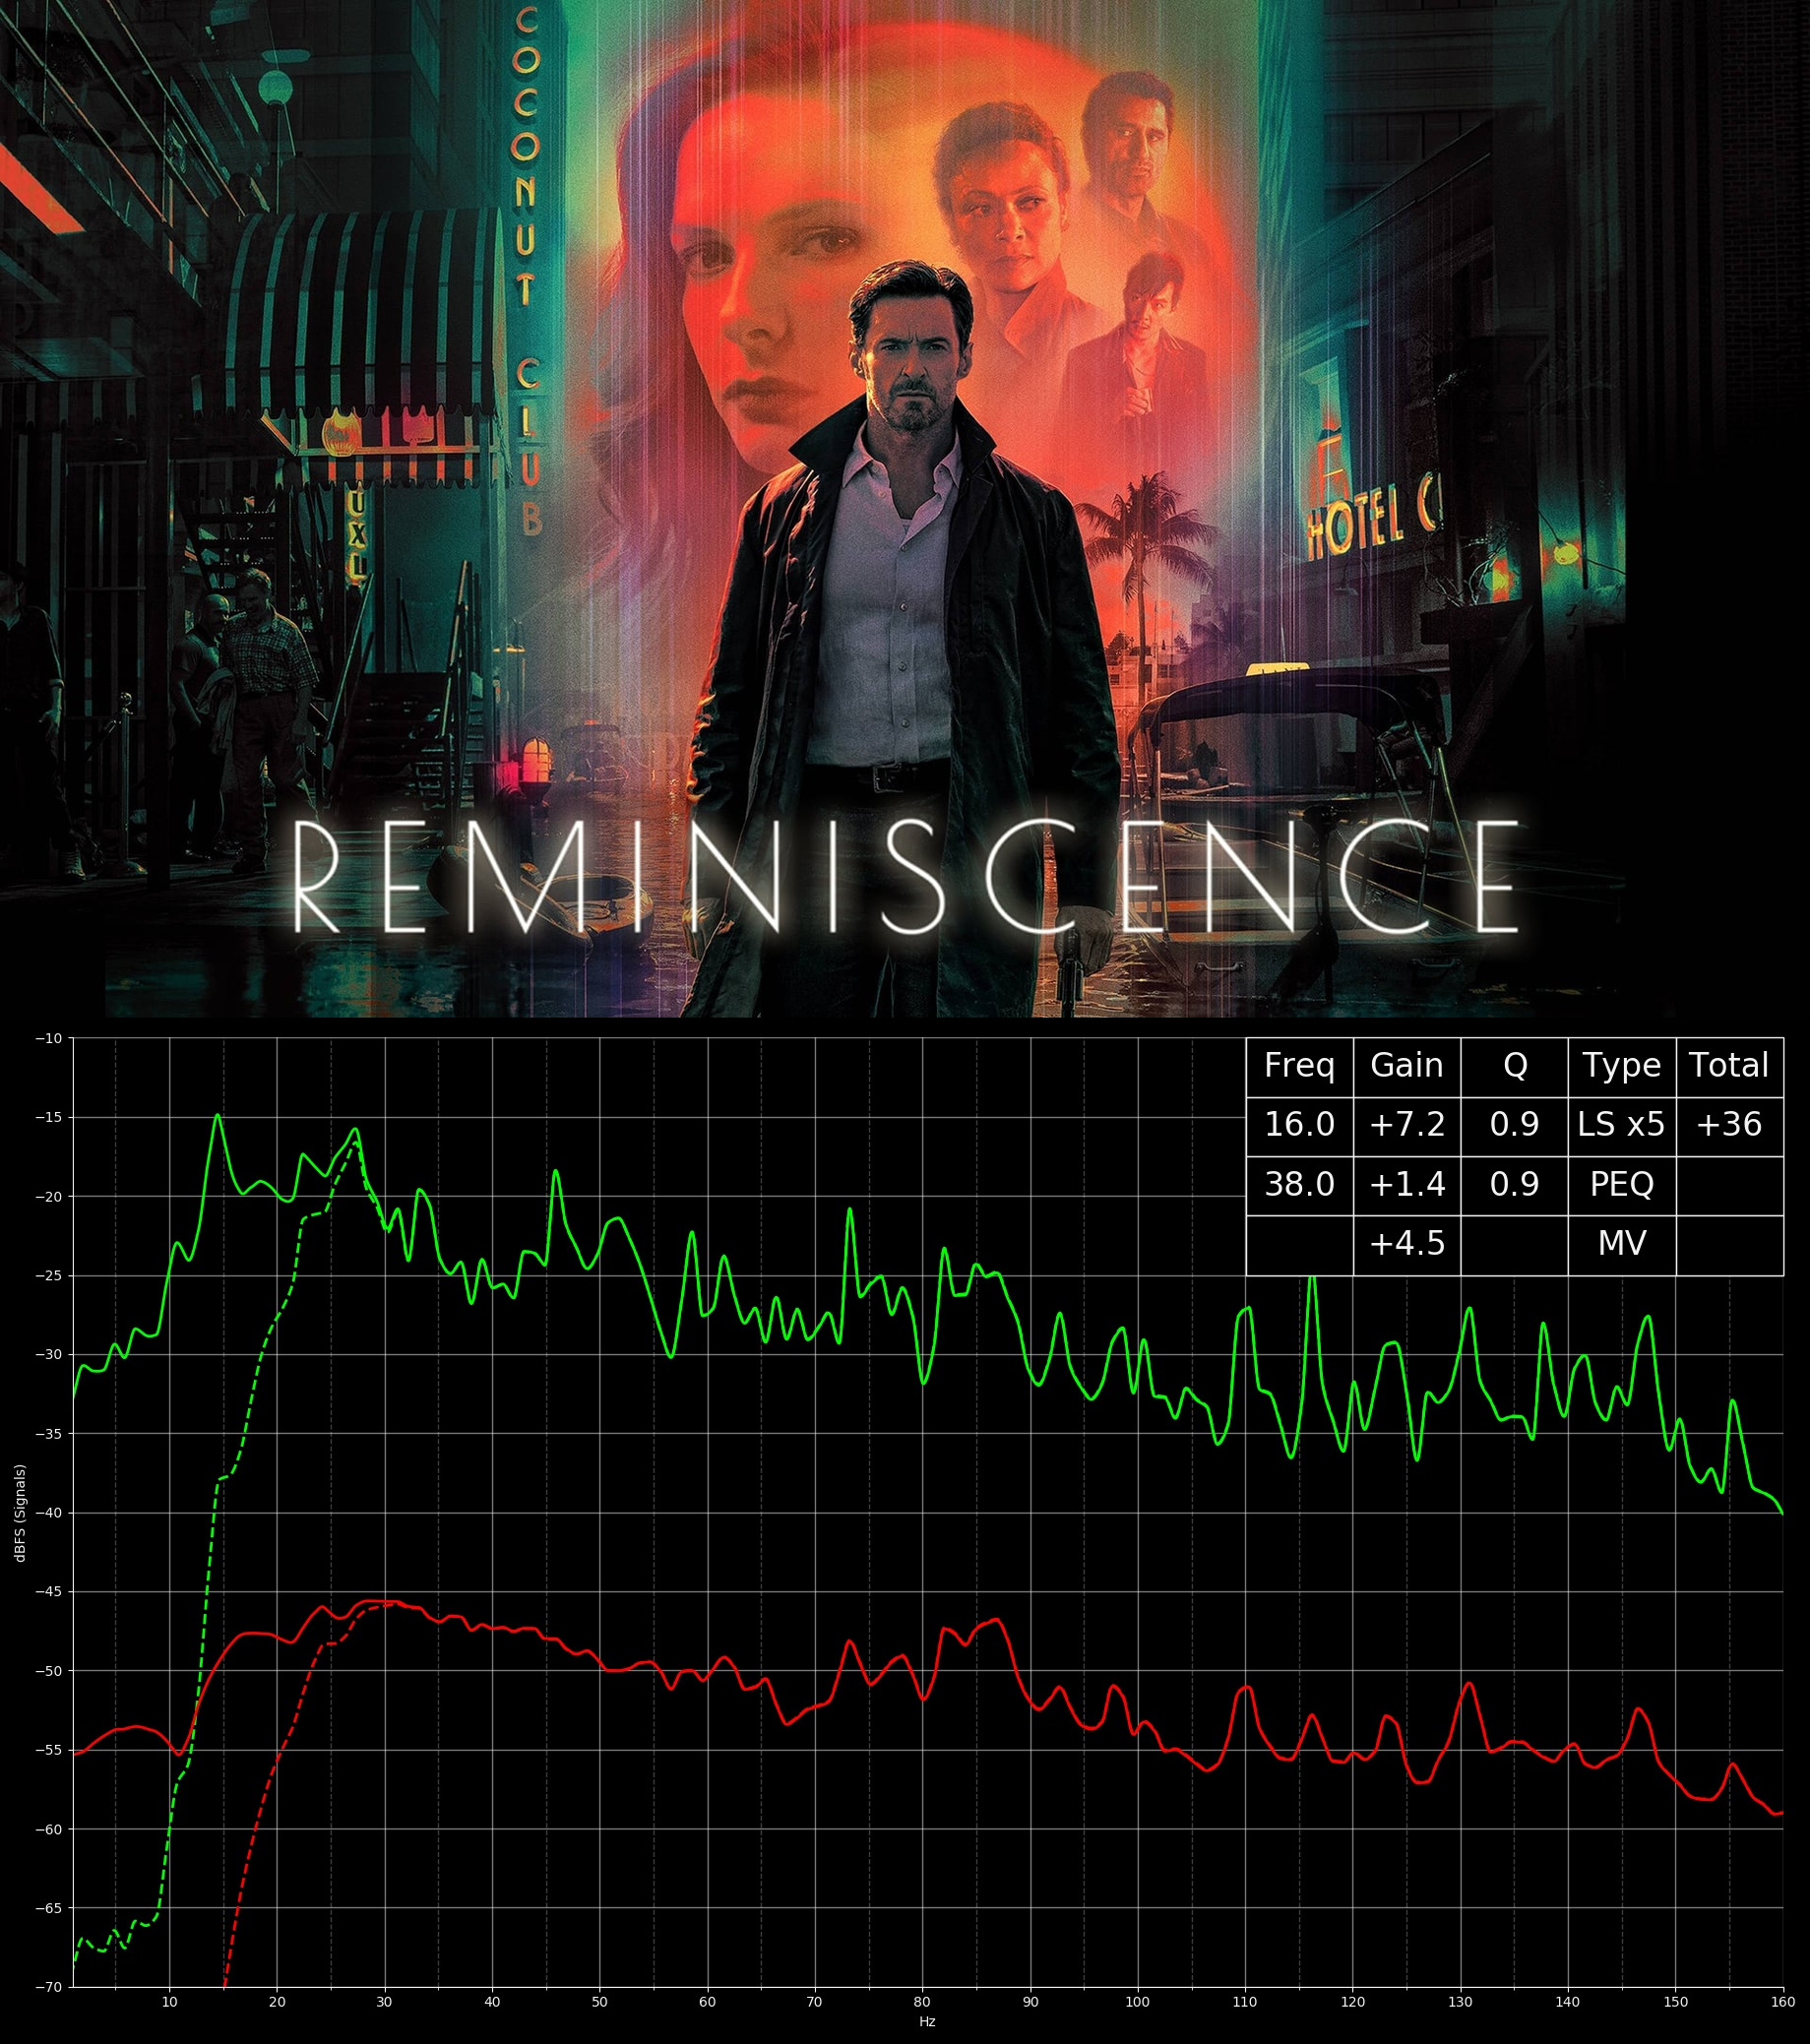 COCONUT CLUB
UXE
HOTEL C
REMINISCENCE
Freq Gain Q Type Total
16.0 +7.2 0.9 LS x5 +36
38.0 +1.4 0.9 PEQ
+4.5 MV
−10
−15
−20
−25
−30
−35
−40
−45
−50
−55
−60
−65
−70
dBFS (Signals)
10 20 30 40 50 60 70 80 90 100 110 120 130 140 150 160
Hz